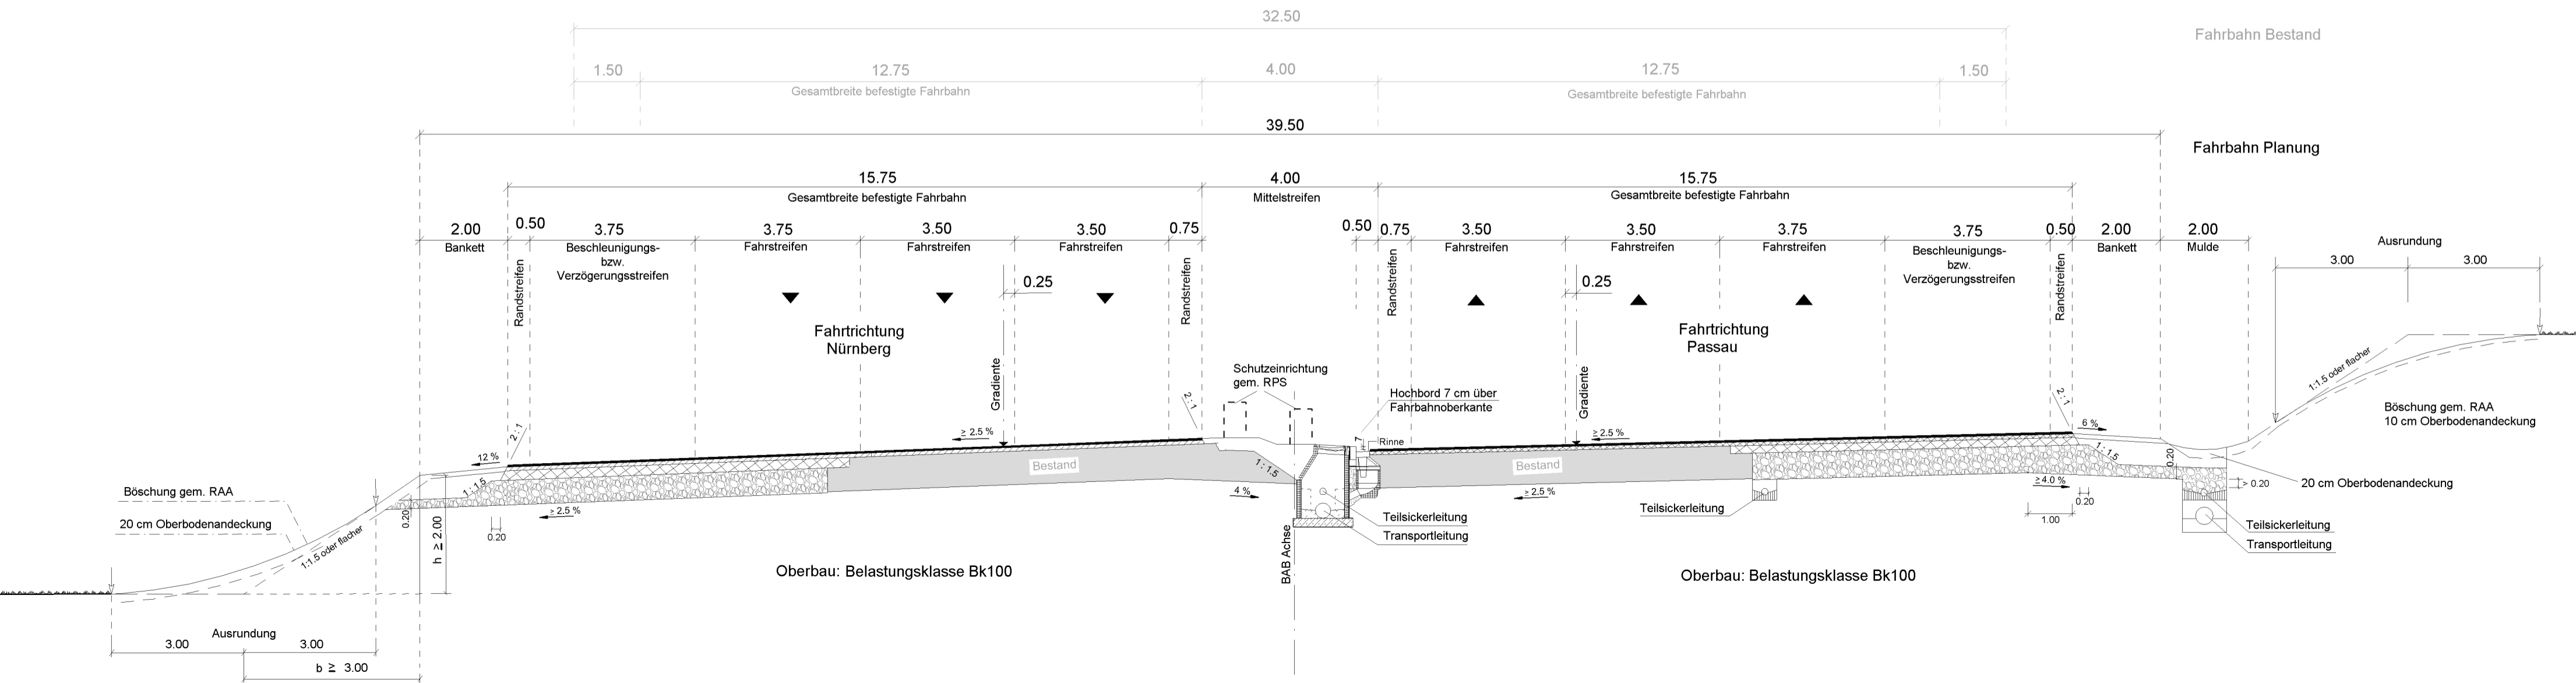 32.50
Fahrbahn Bestand
1.50
12.75
4.00
12.75
1.50
Gesamtbreite befestigte Fahrbahn
Gesamtbreite befestigte Fahrbahn
39.50
Fahrbahn Planung
15.75
4.00
15.75
Gesamtbreite befestigte Fahrbahn
Mittelstreifen
Gesamtbreite befestigte Fahrbahn
2.00
0.50
3.75
3.75
3.50
3.50
0.75
0.50
0.75
3.50
3.50
3.75
3.75
0.50
2.00
2.00
Bankett
Randstreifen
Beschleunigungs-
bzw.
Verzögerungsstreifen
Fahrstreifen
Fahrstreifen
Fahrstreifen
Randstreifen
Randstreifen
Fahrstreifen
Fahrstreifen
Fahrstreifen
Beschleunigungs-
bzw.
Verzögerungsstreifen
Randstreifen
Bankett
Mulde
Ausrundung
3.00
3.00
0.25
0.25
Fahrtrichtung
Nürnberg
Fahrtrichtung
Passau
Gradiente
Gradiente
Schutzeinrichtung
gem. RPS
Hochbord 7 cm über
Fahrbahnoberkante
1:1.5 oder flacher
Böschung gem. RAA
10 cm Oberbodenandeckung
2 : 1
12 %
≥ 2.5 %
2 : 1
7
Rinne
≥ 2.5 %
2 : 1
6 %
1 : 1.5
Bestand
1 : 1.5
Bestand
1 : 1.5
0.20
> 0.20
20 cm Oberbodenandeckung
Böschung gem. RAA
20 cm Oberbodenandeckung
1:1.5 oder flacher
0.20
h ≥ 2.00
0.20
≥ 2.5 %
4 %
≥ 2.5 %
≥ 4.0 %
0.20
1.00
Teilsickerleitung
Transportleitung
Teilsickerleitung
Teilsickerleitung
Transportleitung
BAB Achse
Oberbau: Belastungsklasse Bk100
Oberbau: Belastungsklasse Bk100
Ausrundung
3.00
3.00
b ≥ 3.00